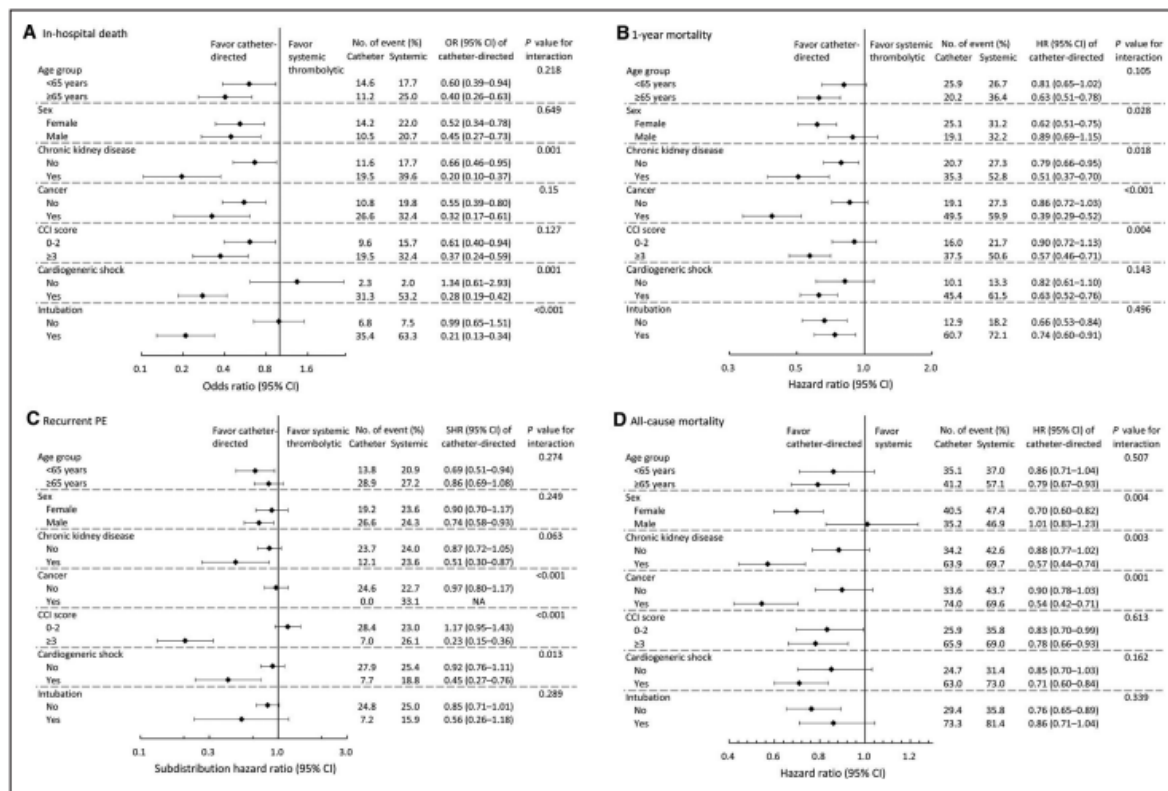 A In-hospital death
Favor catheter-directed Favor systemic thrombolytic No. of event (%) Catheter Systemic OR (95% CI) of catheter-directed P value for interaction
Age group 0.218
<65 years 14.6 17.7 0.60 (0.39–0.94)
≥65 years 11.2 25.0 0.40 (0.26–0.63)
Sex 0.649
Female 14.2 22.0 0.52 (0.34–0.78)
Male 10.5 20.7 0.45 (0.27–0.73)
Chronic kidney disease 0.001
No 11.6 17.7 0.66 (0.46–0.95)
Yes 19.5 39.6 0.20 (0.10–0.37)
Cancer 0.15
No 10.8 19.8 0.55 (0.39–0.80)
Yes 26.6 32.4 0.32 (0.17–0.61)
CCI score 0.127
0-2 9.6 15.7 0.61 (0.40–0.94)
≥3 19.5 32.4 0.37 (0.24–0.59)
Cardiogeneric shock 0.001
No 2.3 2.0 1.34 (0.61–2.93)
Yes 31.3 53.2 0.28 (0.19–0.42)
Intubation <0.001
No 6.8 7.5 0.99 (0.65–1.51)
Yes 35.4 63.3 0.21 (0.13–0.34)
0.1 0.2 0.4 1.0 1.6
Odds ratio (95% CI)
B 1-year mortality
Favor catheter-directed Favor systemic thrombolytic No. of event (%) Catheter Systemic HR (95% CI) of catheter-directed P value for interaction
Age group 0.105
<65 years 25.9 26.7 0.81 (0.65–1.02)
≥65 years 20.2 36.4 0.63 (0.51–0.78)
Sex 0.028
Female 25.1 31.2 0.62 (0.51–0.75)
Male 19.1 32.2 0.89 (0.69–1.15)
Chronic kidney disease 0.018
No 20.7 27.3 0.79 (0.66–0.95)
Yes 35.3 52.8 0.51 (0.37–0.70)
Cancer <0.001
No 19.1 27.3 0.86 (0.72–1.03)
Yes 49.5 59.9 0.39 (0.29–0.52)
CCI score 0.004
0-2 16.0 21.7 0.90 (0.72–1.13)
≥3 37.5 50.6 0.57 (0.46–0.71)
Cardiogeneric shock 0.143
No 10.1 13.3 0.82 (0.61–1.10)
Yes 45.4 61.5 0.63 (0.52–0.76)
Intubation 0.496
No 12.9 18.2 0.66 (0.53–0.84)
Yes 60.7 72.1 0.74 (0.60–0.91)
0.3 1.0 2.0
Hazard ratio (95% CI)
C Recurrent PE
Favor catheter-directed Favor systemic thrombolytic No. of event (%) Catheter Systemic SHR (95% CI) of catheter-directed P value for interaction
Age group 0.274
<65 years 13.8 20.9 0.69 (0.51–0.94)
≥65 years 28.9 27.2 0.86 (0.69–1.08)
Sex 0.249
Female 19.2 23.6 0.90 (0.70–1.17)
Male 26.6 24.3 0.74 (0.58–0.93)
Chronic kidney disease 0.063
No 23.7 24.0 0.87 (0.72–1.05)
Yes 12.1 23.6 0.51 (0.30–0.87)
Cancer <0.001
No 24.6 22.7 0.97 (0.80–1.17)
Yes 0.0 33.1 NA
CCI score <0.001
0-2 28.4 23.0 1.17 (0.95–1.43)
≥3 7.0 26.1 0.23 (0.15–0.36)
Cardiogeneric shock 0.013
No 27.9 25.4 0.92 (0.76–1.11)
Yes 7.7 18.8 0.45 (0.27–0.76)
Intubation 0.289
No 24.8 25.0 0.85 (0.71–1.01)
Yes 7.2 15.9 0.56 (0.26–1.18)
0.1 1.0 3.0
Subdistribution hazard ratio (95% CI)
D All-cause mortality
Favor catheter-directed Favor systemic No. of event (%) Catheter Systemic HR (95% CI) of catheter-directed P value for interaction
Age group 0.507
<65 years 35.1 37.0 0.86 (0.71–1.04)
≥65 years 41.2 57.1 0.79 (0.67–0.93)
Sex 0.004
Female 40.5 47.4 0.70 (0.60–0.82)
Male 35.2 46.9 1.01 (0.83–1.23)
Chronic kidney disease 0.003
No 34.2 42.6 0.88 (0.77–1.02)
Yes 63.9 69.7 0.57 (0.44–0.74)
Cancer 0.001
No 33.6 43.7 0.90 (0.78–1.03)
Yes 74.0 69.6 0.54 (0.42–0.71)
CCI score 0.613
0-2 25.9 35.8 0.83 (0.70–0.99)
≥3 65.9 69.0 0.78 (0.66–0.93)
Cardiogeneric shock 0.162
No 24.7 31.4 0.85 (0.70–1.03)
Yes 63.0 73.0 0.71 (0.60–0.84)
Intubation 0.339
No 29.4 35.8 0.76 (0.65–0.89)
Yes 73.3 81.4 0.86 (0.71–1.04)
0.4 0.6 0.8 1.0 1.2
Hazard ratio (95% CI)